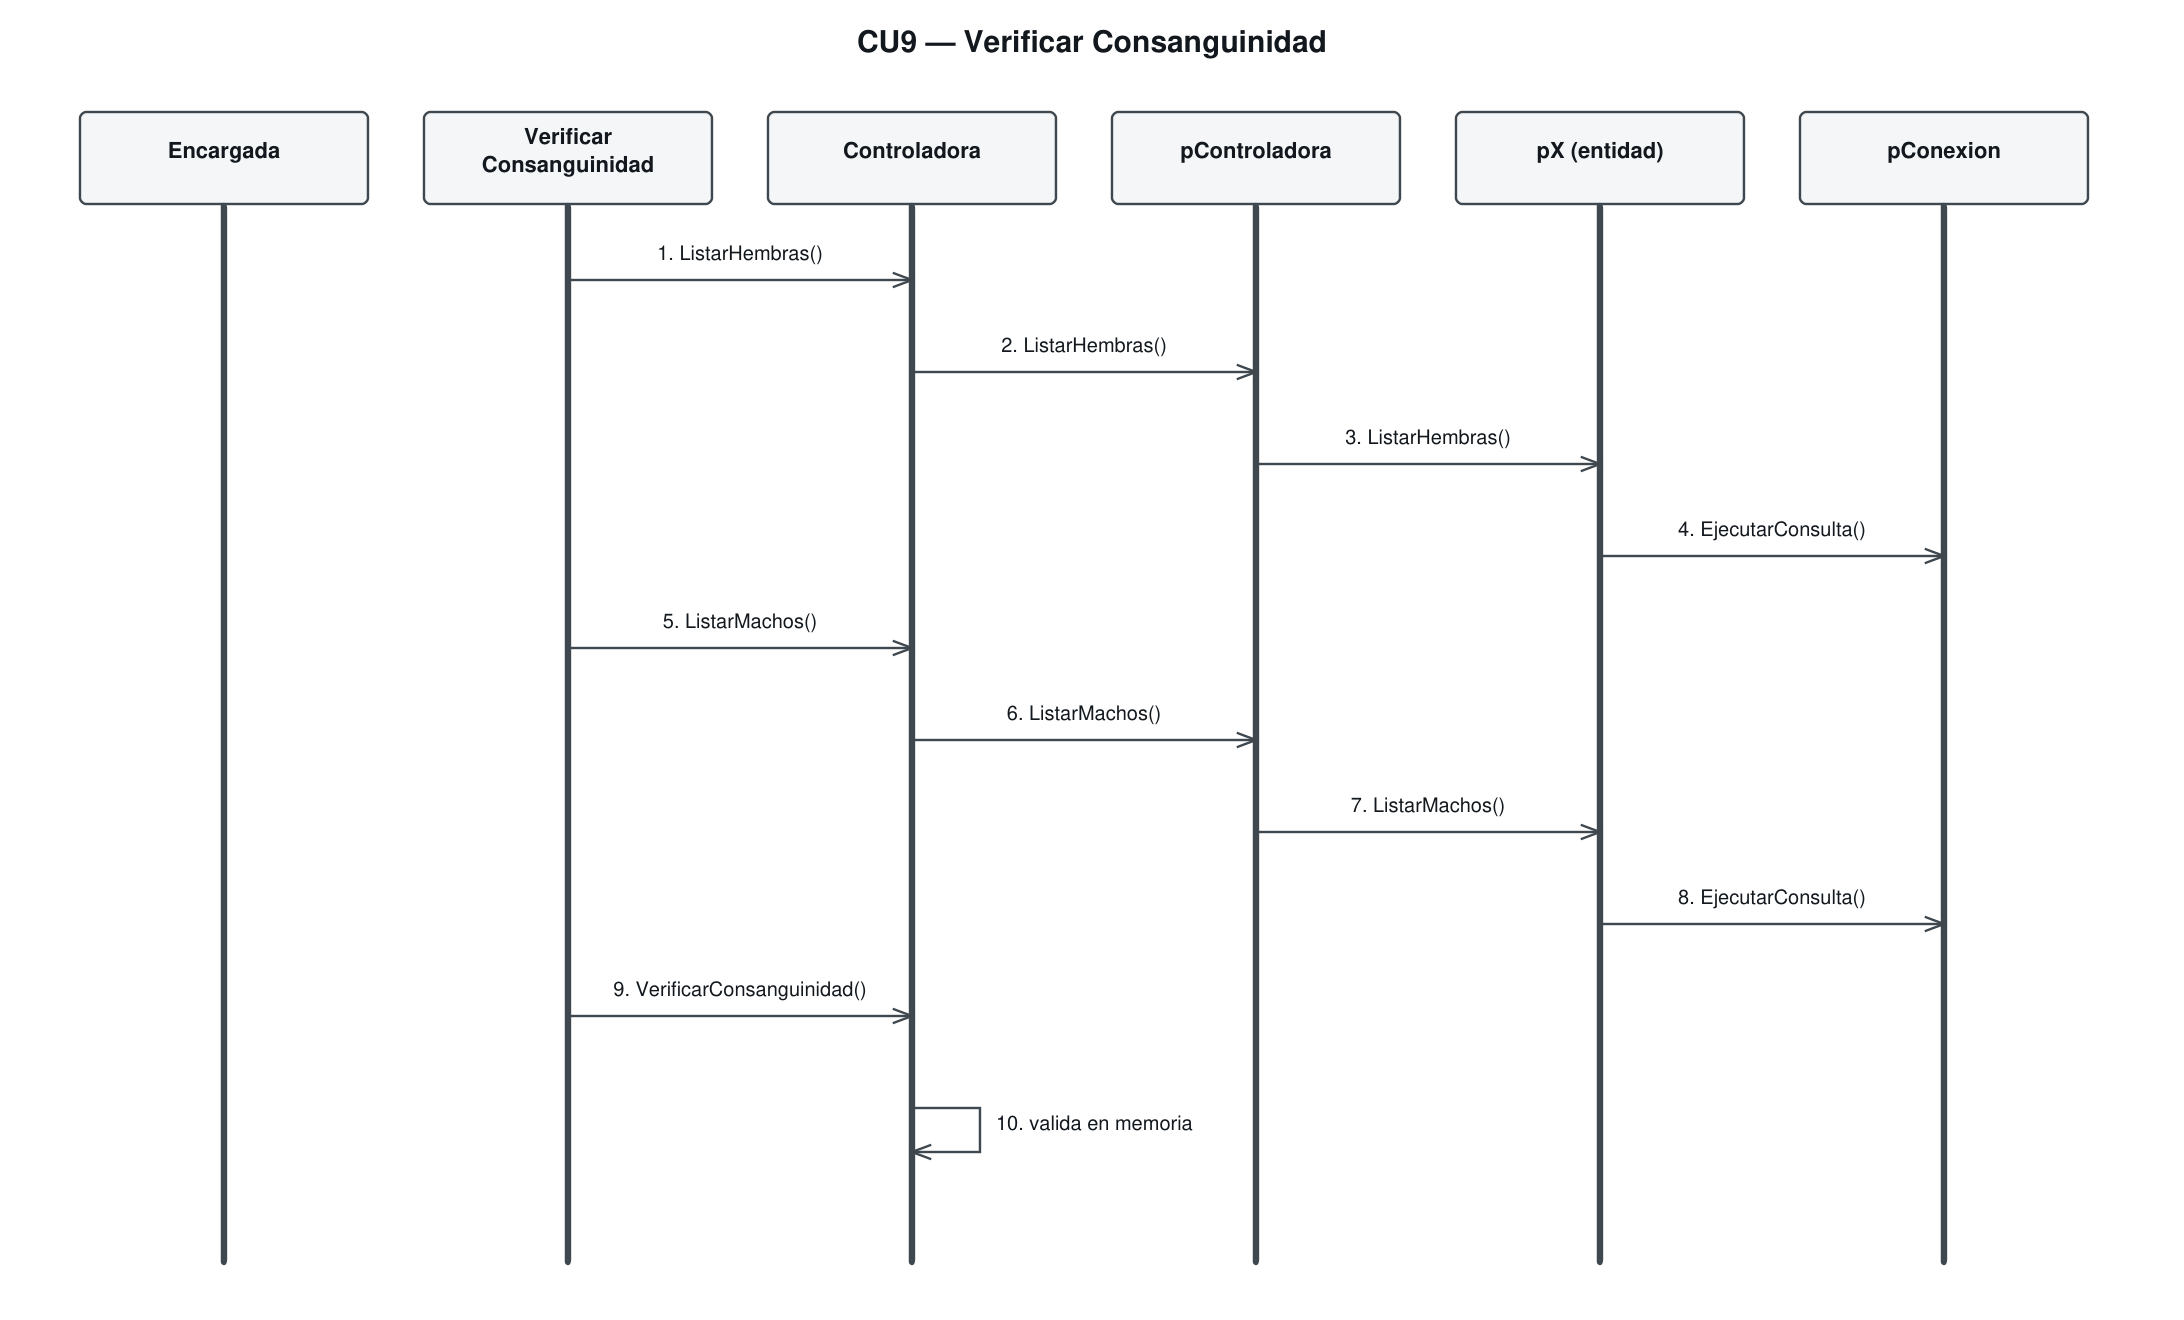 CU9 — Verificar Consanguinidad
Encargada
Verificar
Consanguinidad
Controladora
pControladora
pX (entidad)
pConexion
1. ListarHembras()
2. ListarHembras()
3. ListarHembras()
4. EjecutarConsulta()
5. ListarMachos()
6. ListarMachos()
7. ListarMachos()
8. EjecutarConsulta()
9. VerificarConsanguinidad()
10. valida en memoria